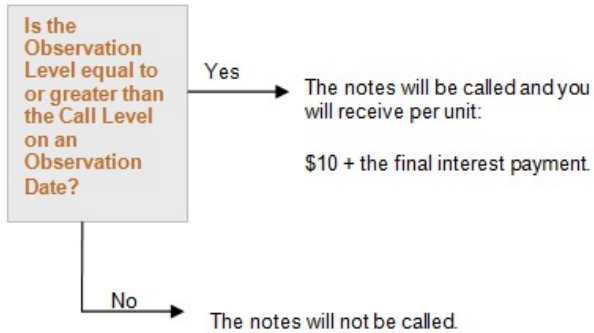 Is the
Observation
Level equal to
or greater than
the Call Level
on an
Observation
Date?
Yes
The notes will be called and you
will receive per unit:
$10 + the final interest payment.
No
The notes will not be called.